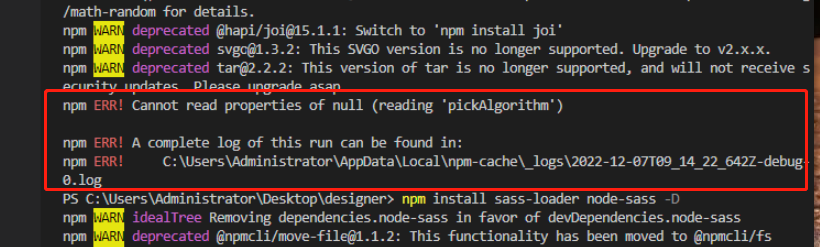 /math-random for details.
npm WARN deprecated @hapi/joi@15.1.1: Switch to 'npm install joi'
npm WARN deprecated svgo@1.3.2: This SVGO version is no longer supported. Upgrade to v2.x.x.
npm WARN deprecated tar@2.2.2: This version of tar is no longer supported, and will not receive s
ecurity updates. Please upgrade asap.
npm ERR! Cannot read properties of null (reading 'pickAlgorithm')
npm ERR! A complete log of this run can be found in:
npm ERR!     C:\Users\Administrator\AppData\Local\npm-cache\_logs\2022-12-07T09_14_22_642Z-debug-
0.log
PS C:\Users\Administrator\Desktop\designer> npm install sass-loader node-sass -D
npm WARN idealTree Removing dependencies.node-sass in favor of devDependencies.node-sass
npm WARN deprecated @npmcli/move-file@1.1.2: This functionality has been moved to @npmcli/fs